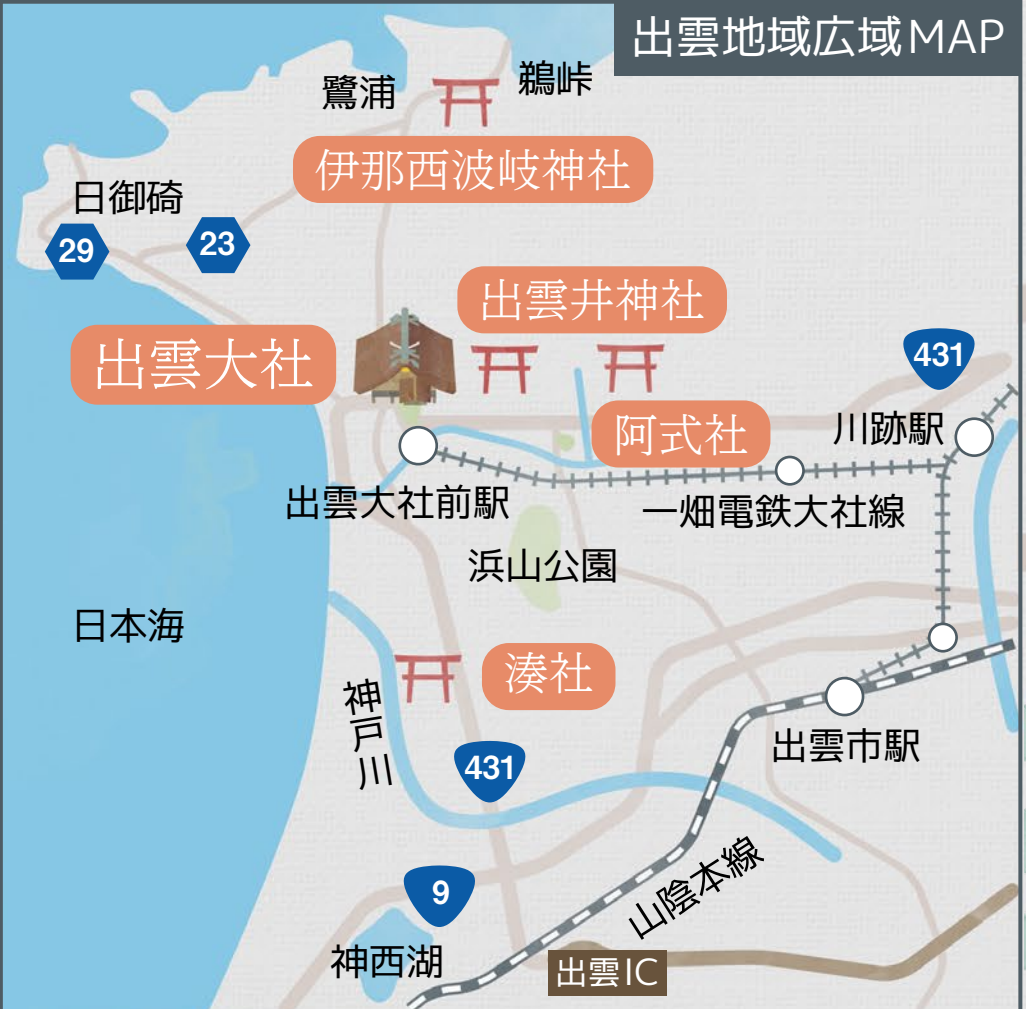 出雲地域広域MAP
鷺浦
鵜峠
伊那西波岐神社
日御碕
29
23
出雲井神社
出雲大社
431
阿式社
川跡駅
出雲大社前駅
一畑電鉄大社線
浜山公園
日本海
湊社
神戸川
出雲市駅
431
山陰本線
9
神西湖
出雲IC